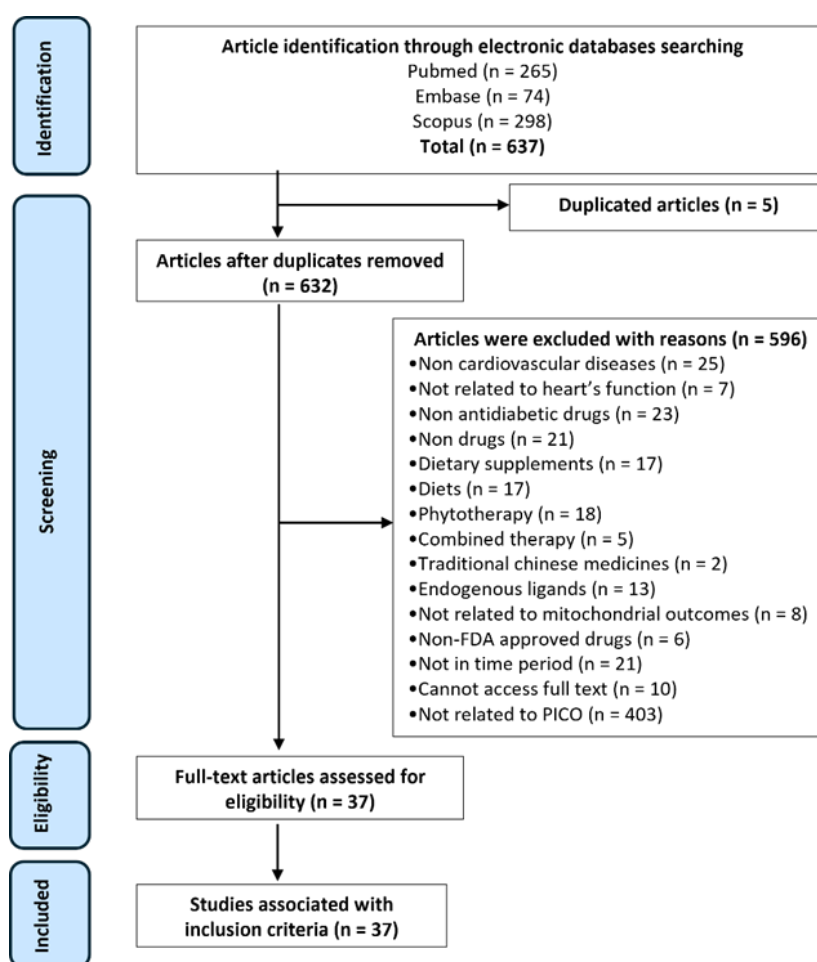 Identification
Article identification through electronic databases searching
Pubmed (n = 265)
Embase (n = 74)
Scopus (n = 298)
Total (n = 637)
Screening
Duplicated articles (n = 5)
Articles after duplicates removed
(n = 632)
Articles were excluded with reasons (n = 596)
•Non cardiovascular diseases (n = 25)
•Not related to heart's function (n = 7)
•Non antidiabetic drugs (n = 23)
•Non drugs (n = 21)
•Dietary supplements (n = 17)
•Diets (n = 17)
•Phytotherapy (n = 18)
•Combined therapy (n = 5)
•Traditional chinese medicines (n = 2)
•Endogenous ligands (n = 13)
•Not related to mitochondrial outcomes (n = 8)
•Non-FDA approved drugs (n = 6)
•Not in time period (n = 21)
•Cannot access full text (n = 10)
•Not related to PICO (n = 403)
Eligibility
Full-text articles assessed for
eligibility (n = 37)
Included
Studies associated with
inclusion criteria (n = 37)